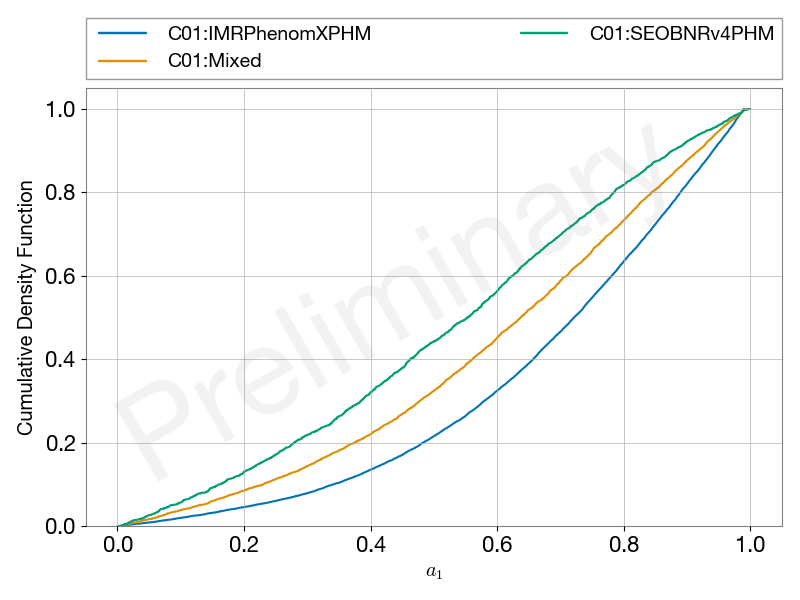 C01:IMRPhenomXPHM
C01:Mixed
C01:SEOBNRv4PHM
Cumulative Density Function
1.0
0.8
0.6
0.4
0.2
0.0
Preliminary
0.0 0.2 0.4 0.6 0.8 1.0
a₁